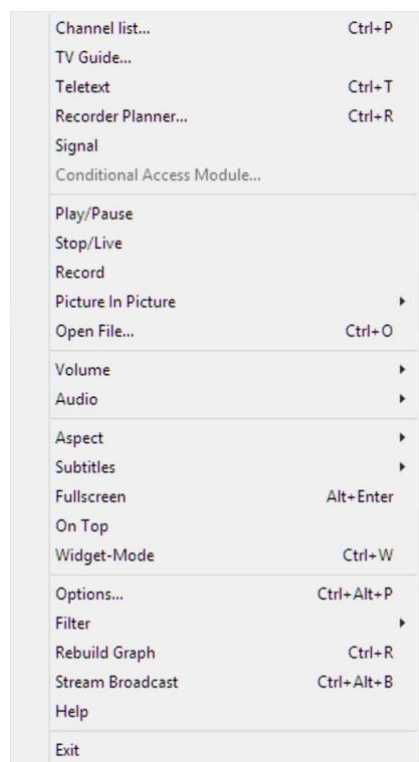 Channel list... Ctrl+P
TV Guide...
Teletext Ctrl+T
Recorder Planner... Ctrl+R
Signal
Conditional Access Module...
Play/Pause
Stop/Live
Record
Picture In Picture
Open File... Ctrl+O
Volume
Audio
Aspect
Subtitles
Fullscreen Alt+Enter
On Top
Widget-Mode Ctrl+W
Options... Ctrl+Alt+P
Filter
Rebuild Graph Ctrl+R
Stream Broadcast Ctrl+Alt+B
Help
Exit